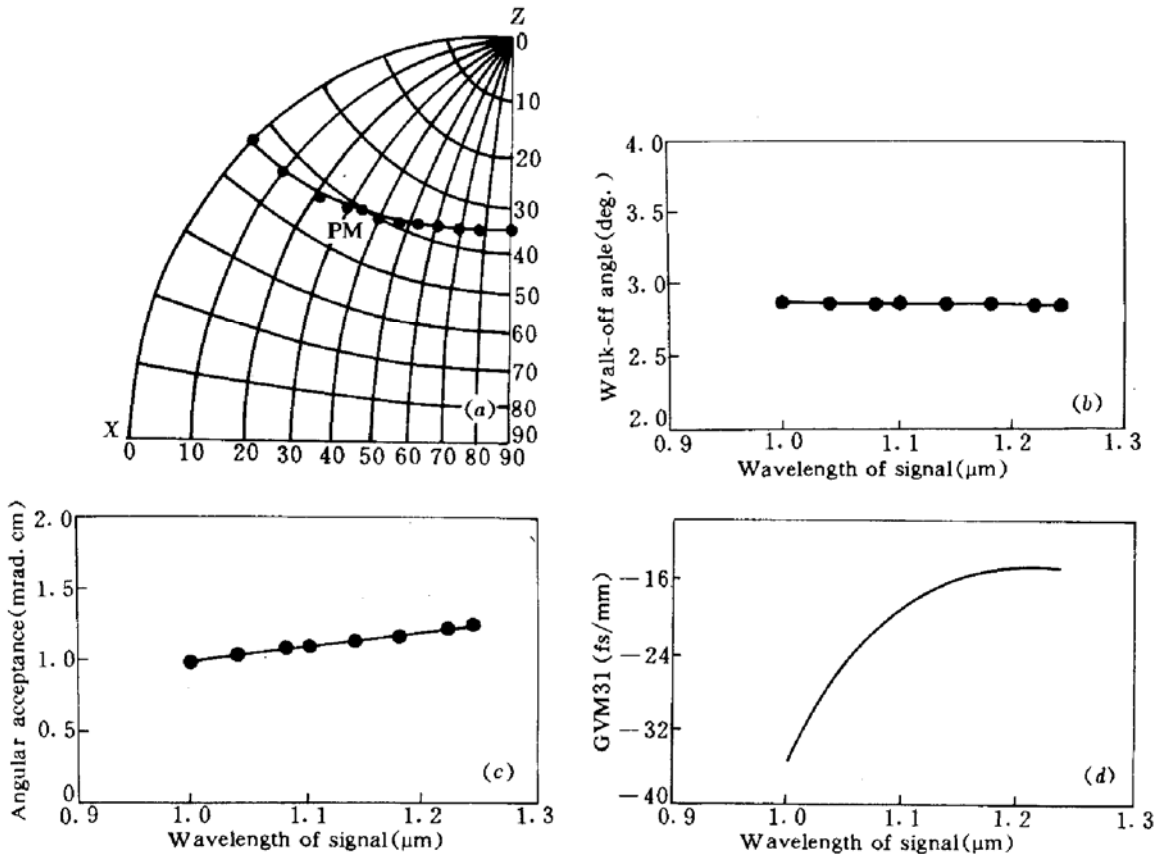 Z
0
10
20
30
40
50
60
70
80
90
PM
(a)
X
0 10 20 30 40 50 60 70 80 90
4.0
3.5
3.0
2.5
2.0
Walk-off angle(deg.)
(b)
0.9 1.0 1.1 1.2 1.3
Wavelength of signal(μm)
2.0
1.5
1.0
0.5
0
Angular acceptance(mrad.cm)
(c)
0.9 1.0 1.1 1.2 1.3
Wavelength of signal(μm)
−16
−24
−32
−40
GVM31(fs/mm)
(d)
0.9 1.0 1.1 1.2 1.3
Wavelength of signal(μm)